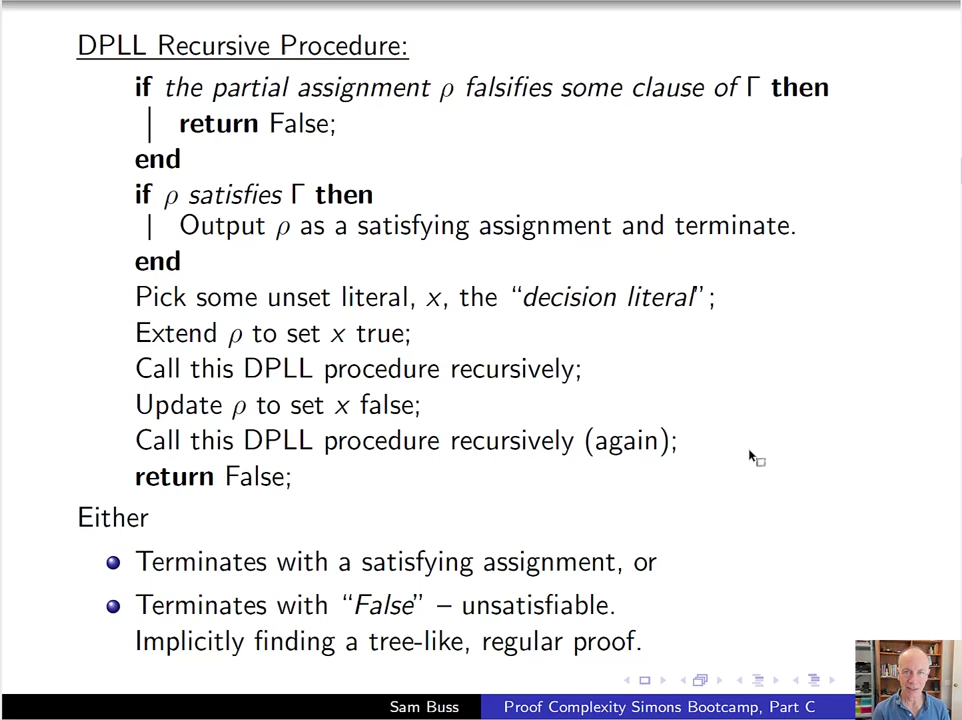 DPLL Recursive Procedure:
if the partial assignment ρ falsifies some clause of Γ then
return False;
end
if ρ satisfies Γ then
Output ρ as a satisfying assignment and terminate.
end
Pick some unset literal, x, the “decision literal”;
Extend ρ to set x true;
Call this DPLL procedure recursively;
Update ρ to set x false;
Call this DPLL procedure recursively (again);
return False;
Either
Terminates with a satisfying assignment, or
Terminates with “False” – unsatisfiable.
Implicitly finding a tree-like, regular proof.
Sam Buss Proof Complexity Simons Bootcamp, Part C